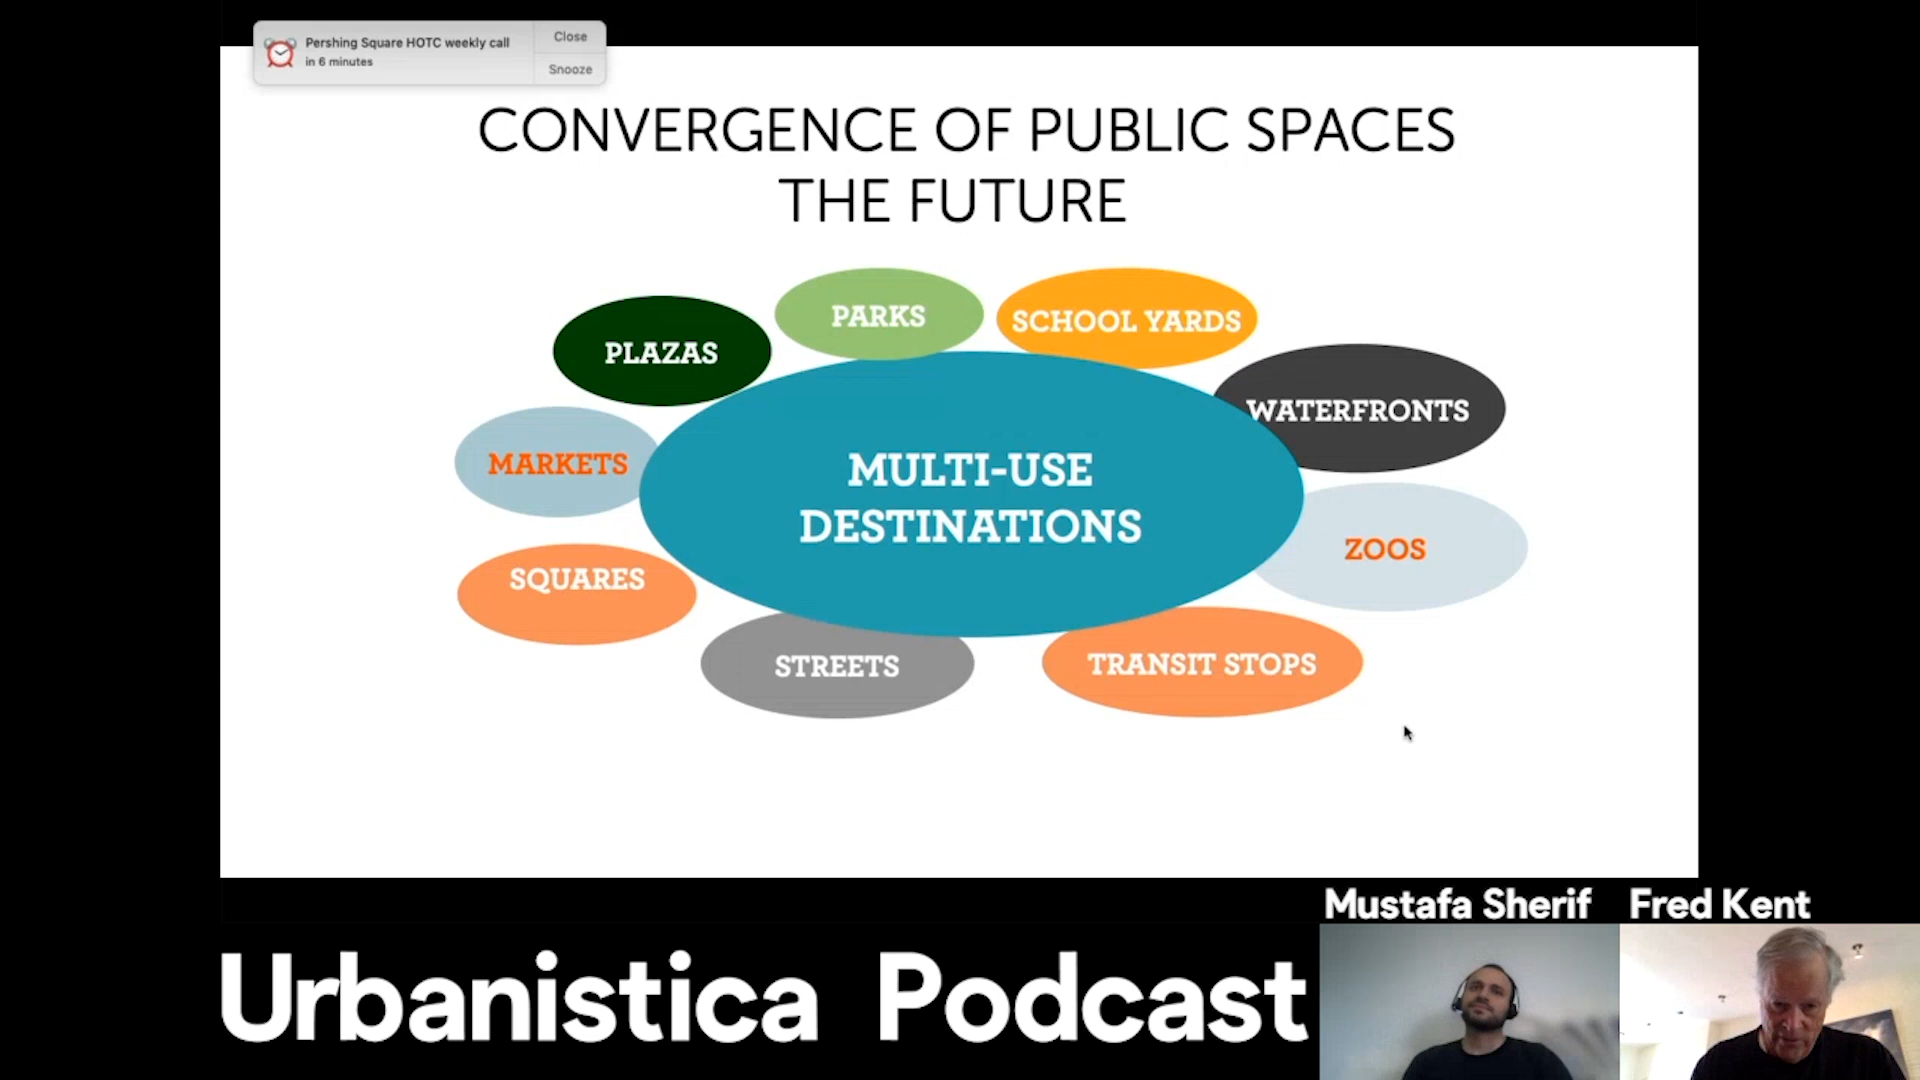 Pershing Square HOTC weekly call
in 6 minutes
Close
Snooze
CONVERGENCE OF PUBLIC SPACES
THE FUTURE
PARKS
SCHOOL YARDS
PLAZAS
WATERFRONTS
MARKETS
MULTI-USE
DESTINATIONS
ZOOS
SQUARES
STREETS
TRANSIT STOPS
Mustafa Sherif
Fred Kent
Urbanistica Podcast